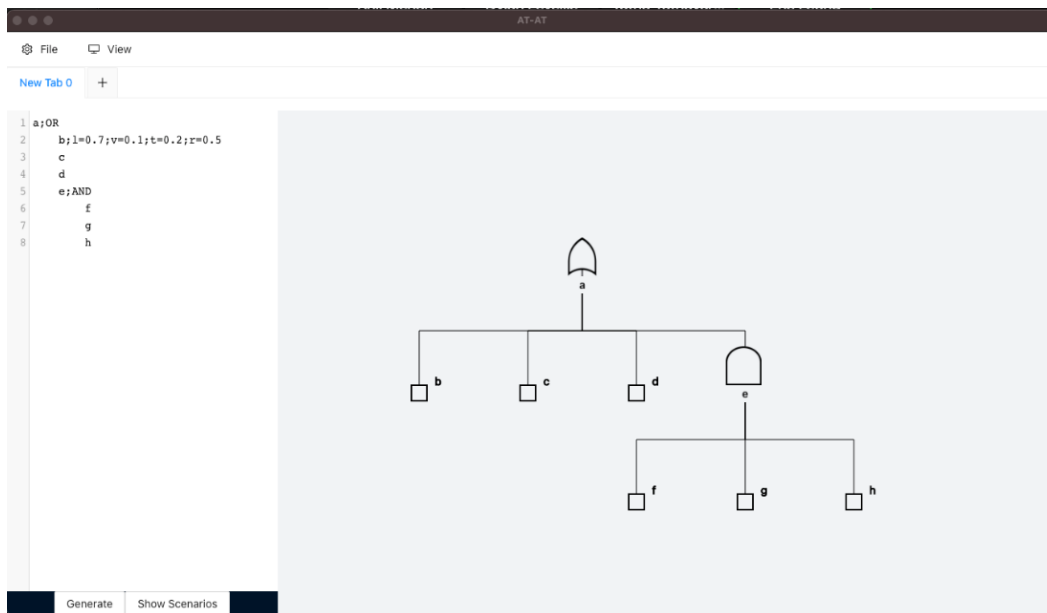 AT-AT
File View
New Tab 0 +
1 a;OR
2 b;l=0.7;v=0.1;t=0.2;r=0.5
3 c
4 d
5 e;AND
6 f
7 g
8 h
a
b c d
e
f g h
Generate Show Scenarios